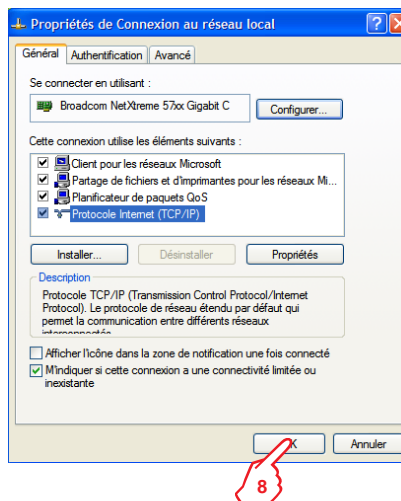 Propriétés de Connexion au réseau local
Général Authentification Avancé
Se connecter en utilisant :
Broadcom NetXtreme 57xx Gigabit C Configurer...
Cette connexion utilise les éléments suivants :
Client pour les réseaux Microsoft
Partage de fichiers et d'imprimantes pour les réseaux Mi...
Planificateur de paquets QoS
Protocole Internet (TCP/IP)
Installer... Désinstaller Propriétés
Description
Protocole TCP/IP (Transmission Control Protocol/Internet
Protocol). Le protocole de réseau étendu par défaut qui
permet la communication entre différents réseaux
Afficher l'icône dans la zone de notification une fois connecté
M'indiquer si cette connexion a une connectivité limitée ou
inexistante
Annuler
8